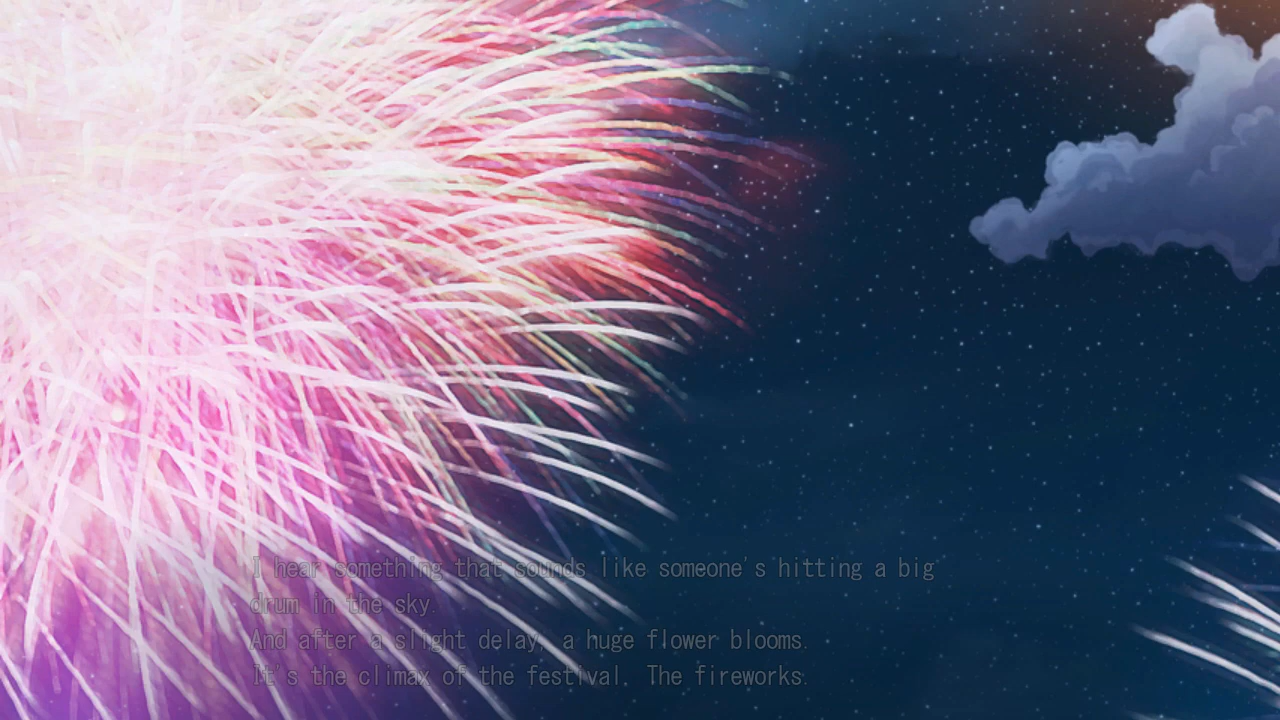 I hear something that sounds like someone's hitting a big
drum in the sky.
And after a slight delay, a huge flower blooms.
It's the climax of the festival. The fireworks.